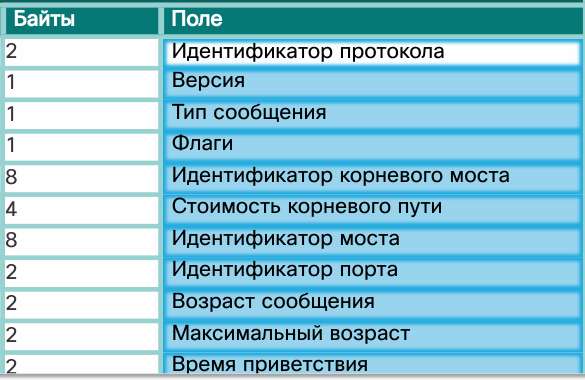 Байты Поле
2 Идентификатор протокола
1 Версия
1 Тип сообщения
1 Флаги
8 Идентификатор корневого моста
4 Стоимость корневого пути
8 Идентификатор моста
2 Идентификатор порта
2 Возраст сообщения
2 Максимальный возраст
2 Время приветствия